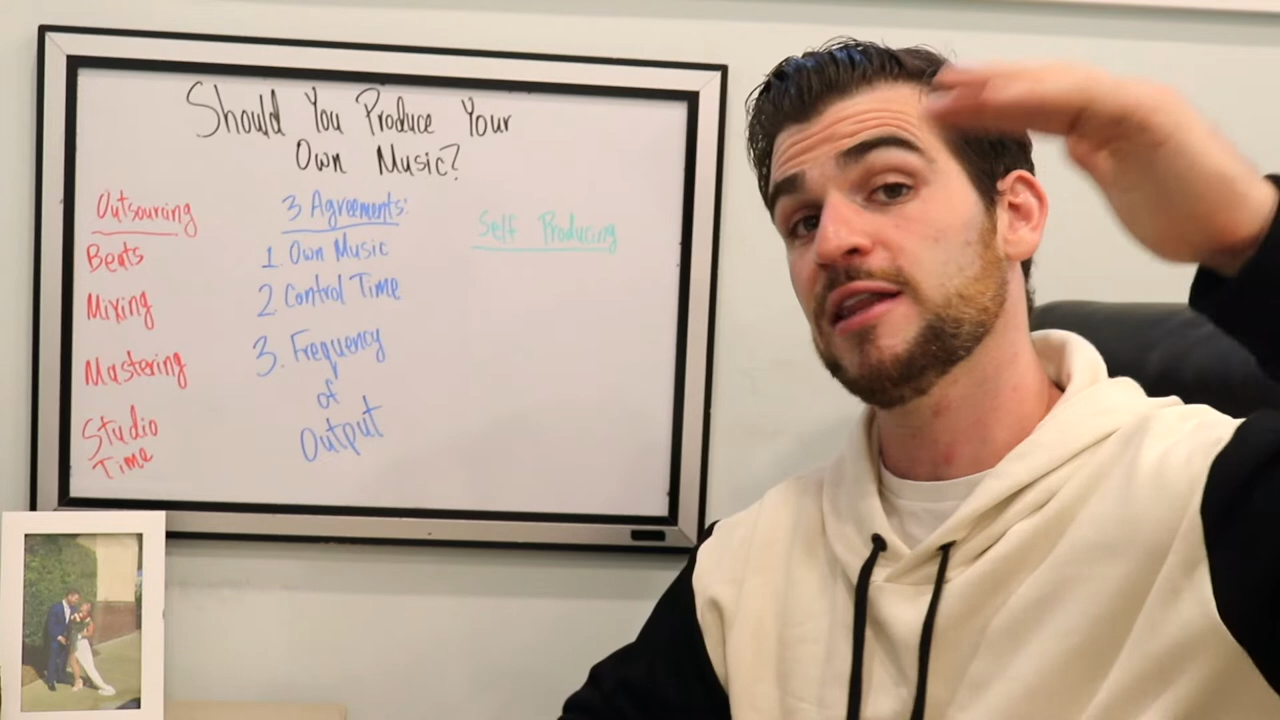 Should You Produce Your
Own Music?
Outsourcing
Beats
Mixing
Mastering
Studio
Time
3 Agreements:
1. Own Music
2. Control Time
3. Frequency
of
Output
Self Producing